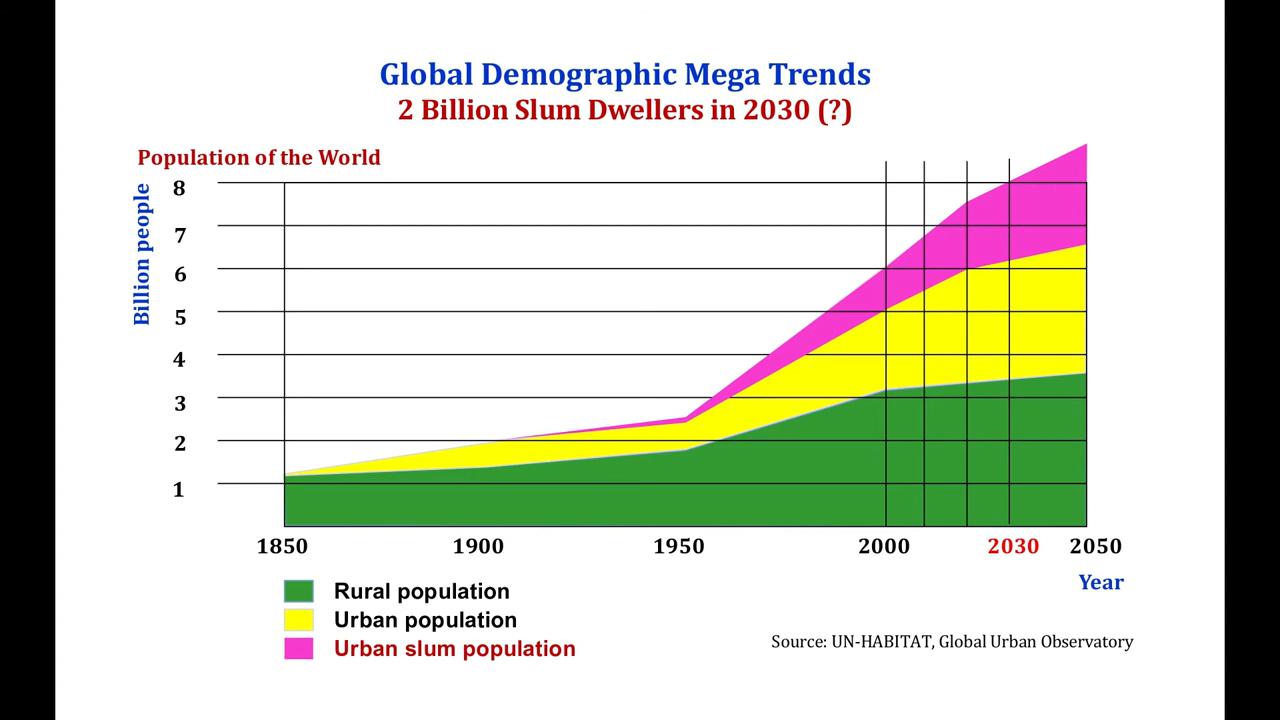 Global Demographic Mega Trends
2 Billion Slum Dwellers in 2030 (?)
Population of the World
Billion people
8
7
6
5
4
3
2
1
1850 1900 1950 2000 2030 2050
Year
Rural population
Urban population
Urban slum population
Source: UN-HABITAT, Global Urban Observatory